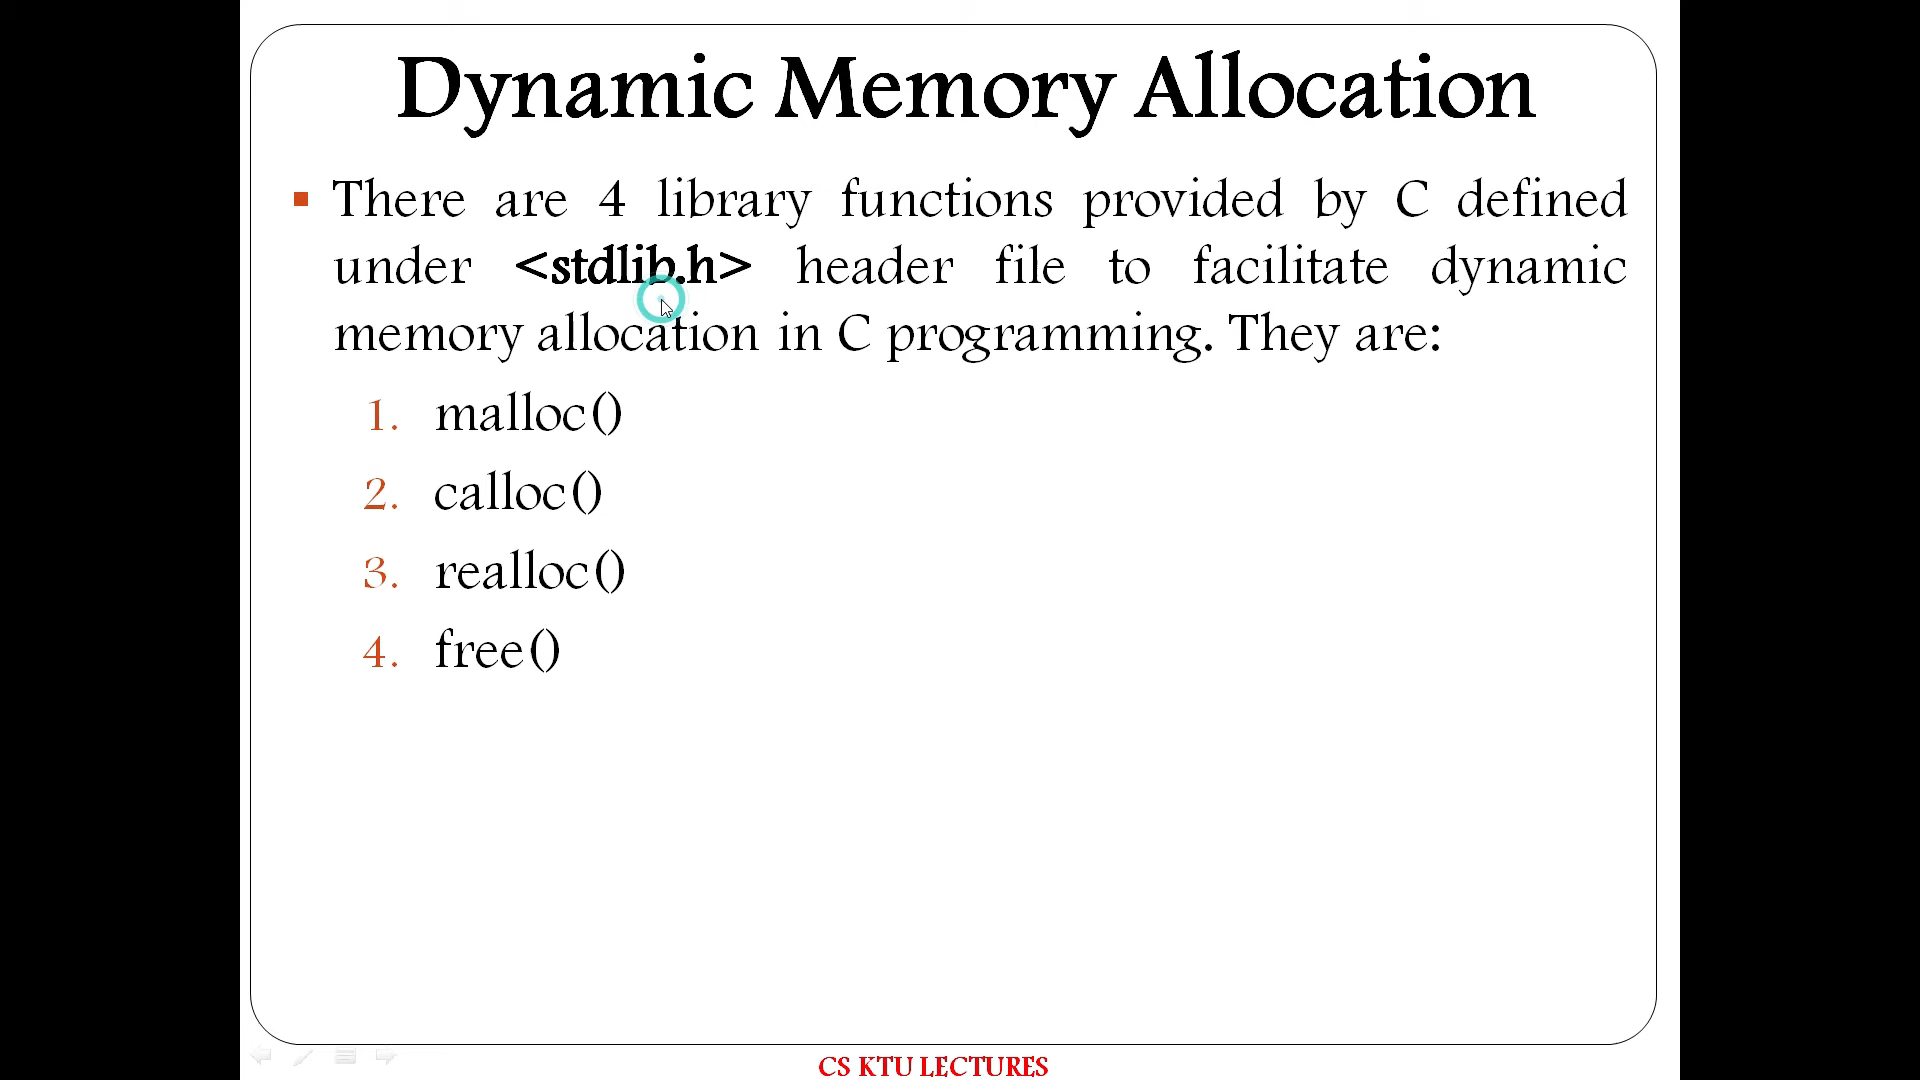 Dynamic Memory Allocation
There are 4 library functions provided by C defined
under <stdlib.h> header file to facilitate dynamic
memory allocation in C programming. They are:
1. malloc()
2. calloc()
3. realloc()
4. free()
CS KTU LECTURES